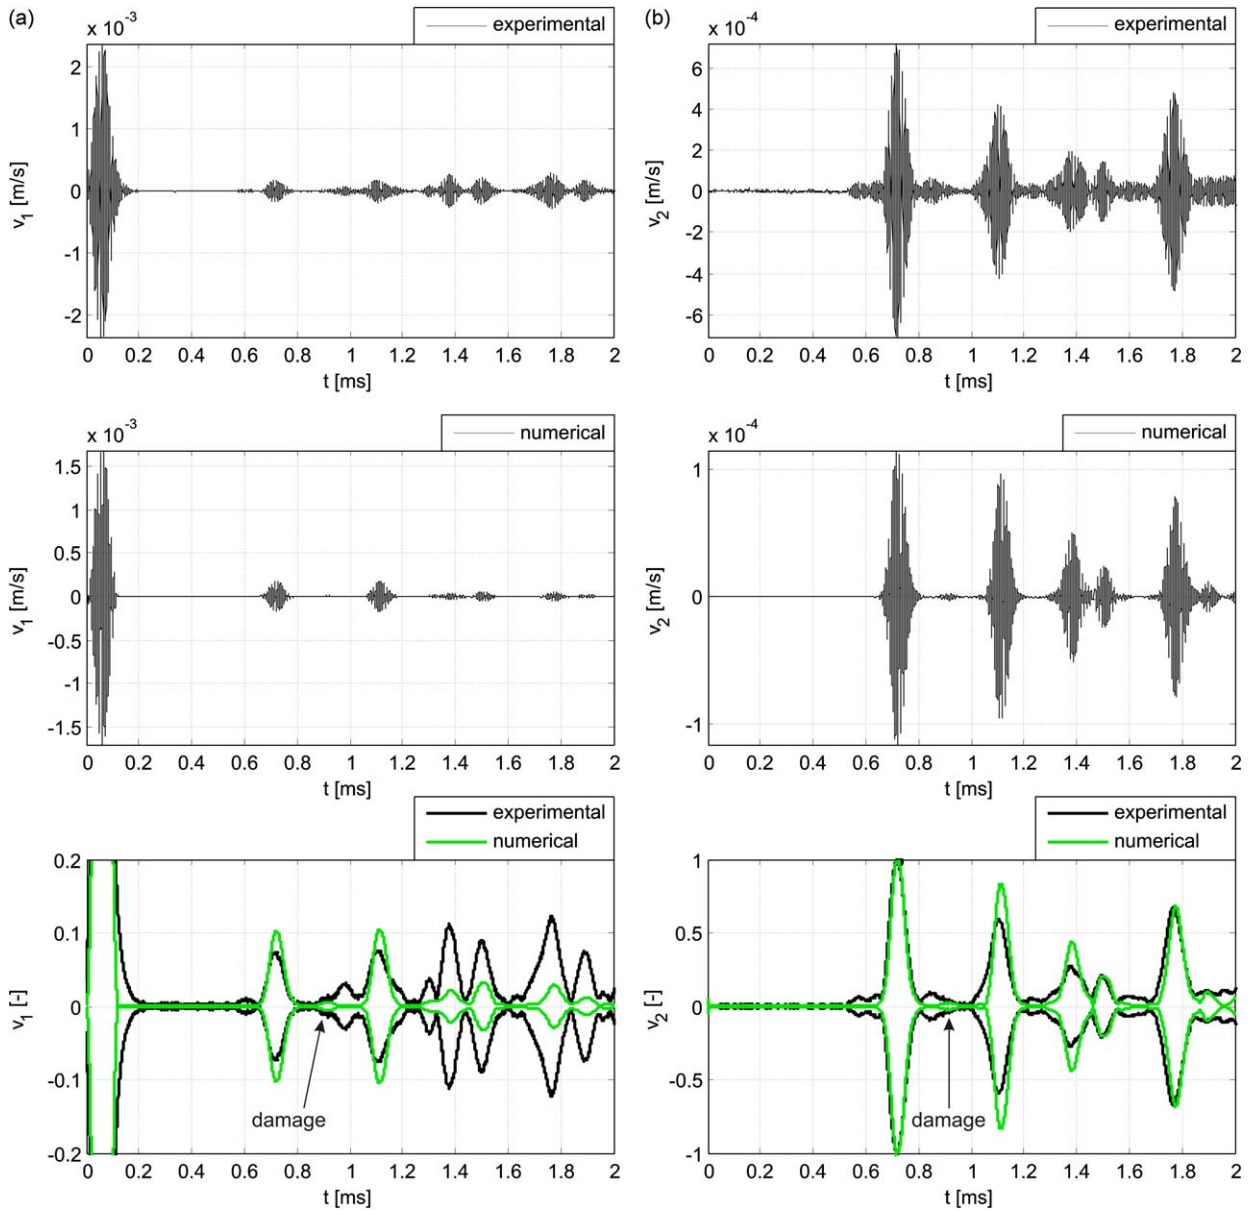 (a)
x 10⁻³
experimental
2
1
0
-1
-2
v₁ [m/s]
0 0.2 0.4 0.6 0.8 1 1.2 1.4 1.6 1.8 2
t [ms]
(b)
x 10⁻⁴
experimental
6
4
2
0
-2
-4
-6
v₂ [m/s]
0 0.2 0.4 0.6 0.8 1 1.2 1.4 1.6 1.8 2
t [ms]
x 10⁻³
numerical
1.5
1
0.5
0
-0.5
-1
-1.5
v₁ [m/s]
0 0.2 0.4 0.6 0.8 1 1.2 1.4 1.6 1.8 2
t [ms]
x 10⁻⁴
numerical
1
0
-1
v₂ [m/s]
0 0.2 0.4 0.6 0.8 1 1.2 1.4 1.6 1.8 2
t [ms]
experimental
numerical
0.2
0.1
0
-0.1
-0.2
v₁ [-]
damage
0 0.2 0.4 0.6 0.8 1 1.2 1.4 1.6 1.8 2
t [ms]
experimental
numerical
1
0.5
0
-0.5
-1
v₂ [-]
damage
0 0.2 0.4 0.6 0.8 1 1.2 1.4 1.6 1.8 2
t [ms]